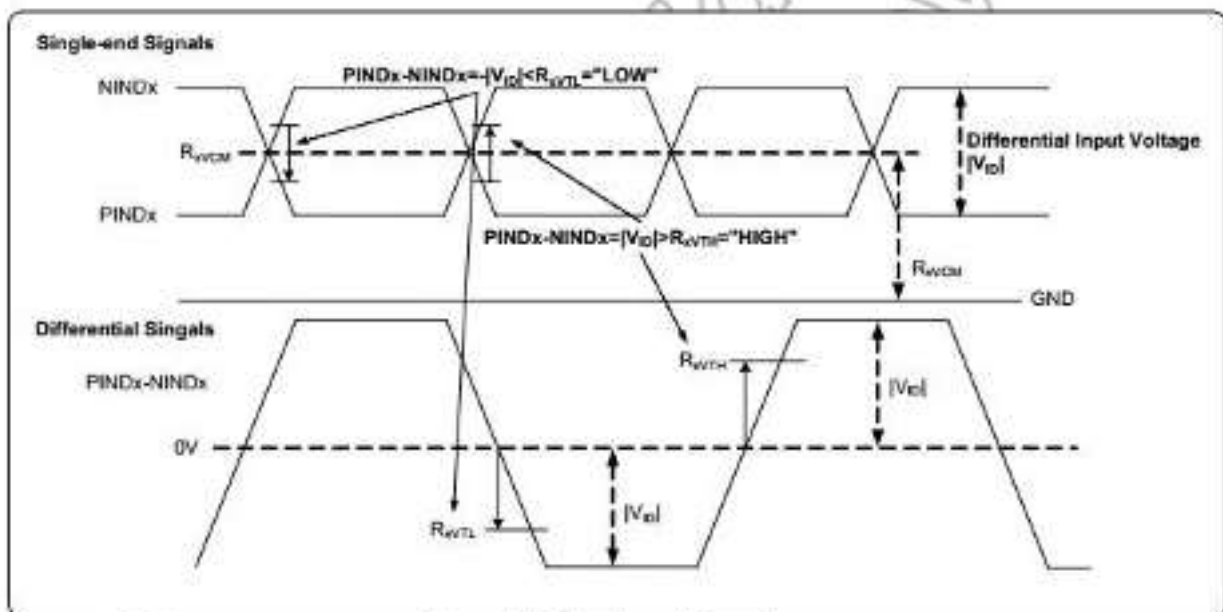 Single-end Signals
PINDx-NINDx=-|VID|<RxVTL="LOW"
NINDx
RxVCM
Differential Input Voltage
|VID|
PINDx
PINDx-NINDx=|VID|>RxVTH="HIGH"
RxVCM
GND
Differential Singals
RxVTH
PINDx-NINDx
|VID|
0V
|VID|
RxVTL